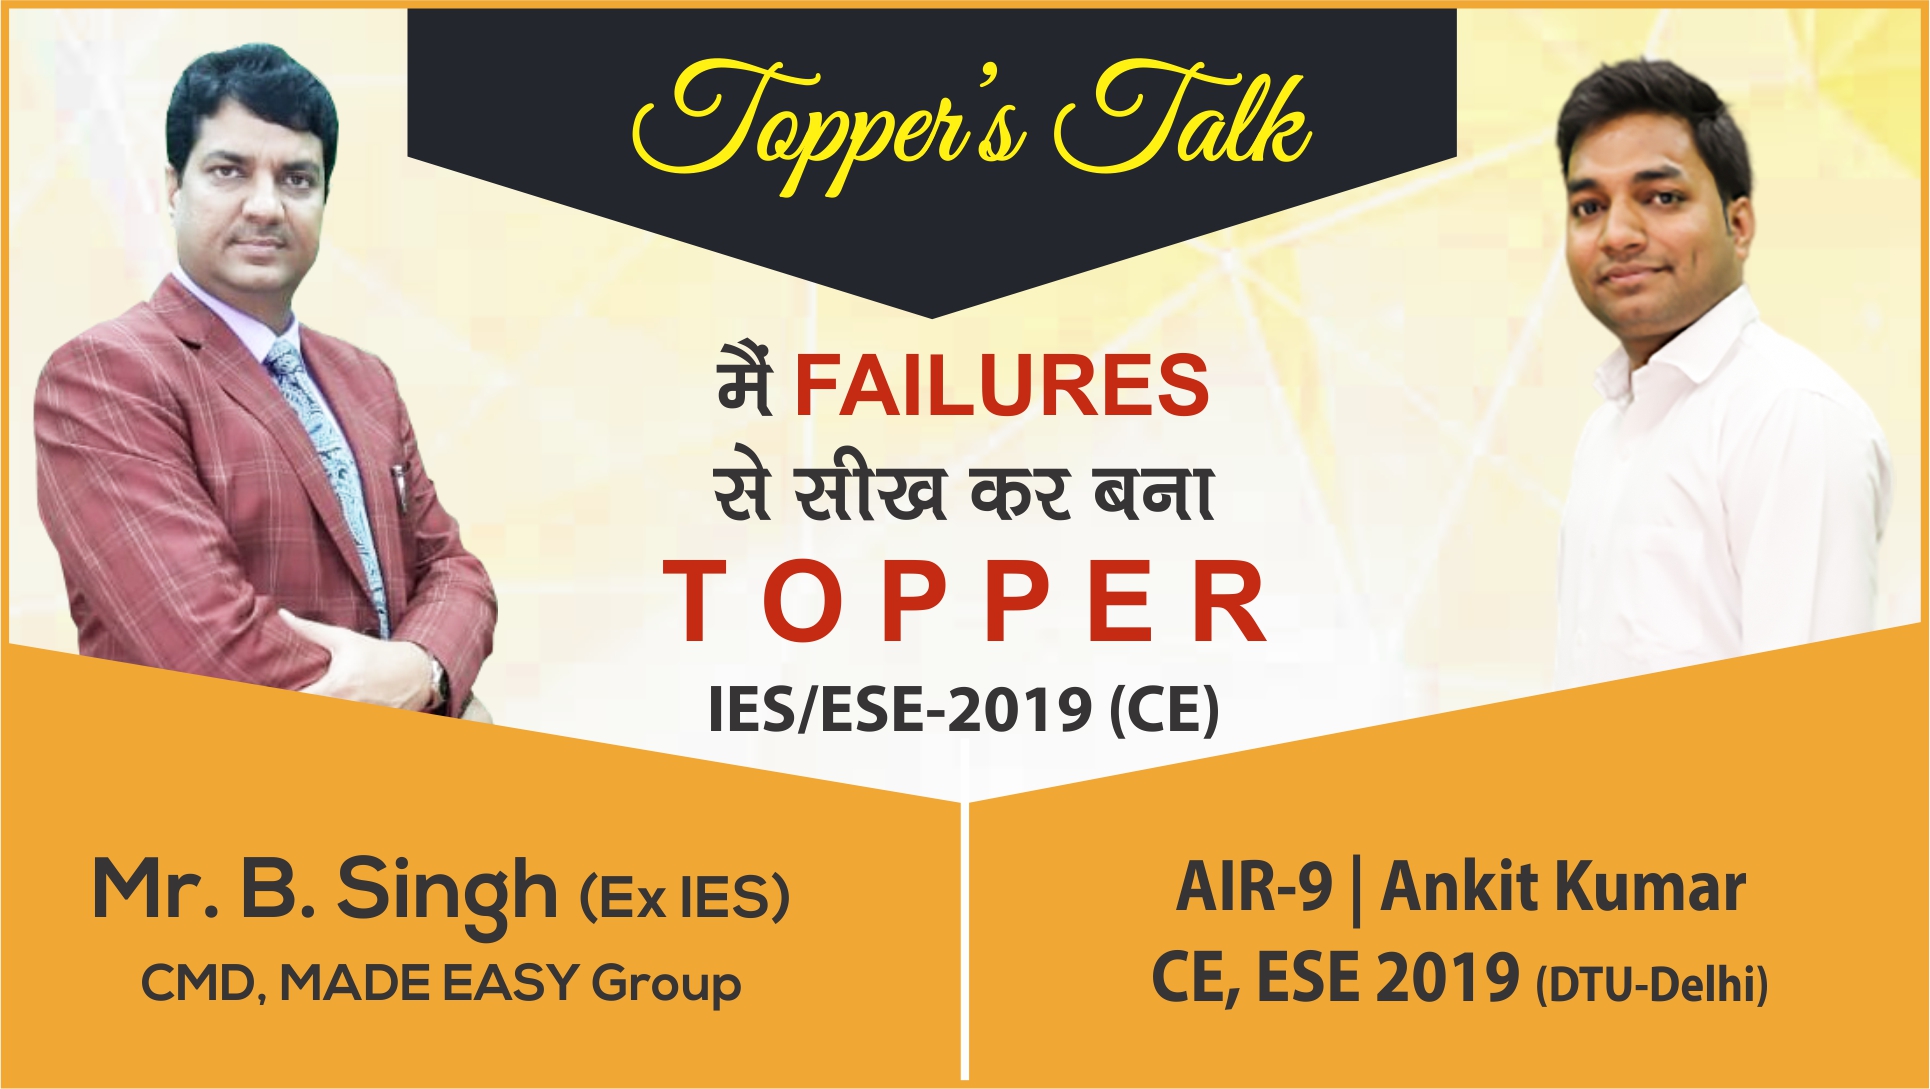 Topper's Talk
मैं FAILURES
से सीख कर बना
TOPPER
IES/ESE-2019 (CE)
Mr. B. Singh (Ex IES)
CMD, MADE EASY Group
AIR-9 | Ankit Kumar
CE, ESE 2019 (DTU-Delhi)